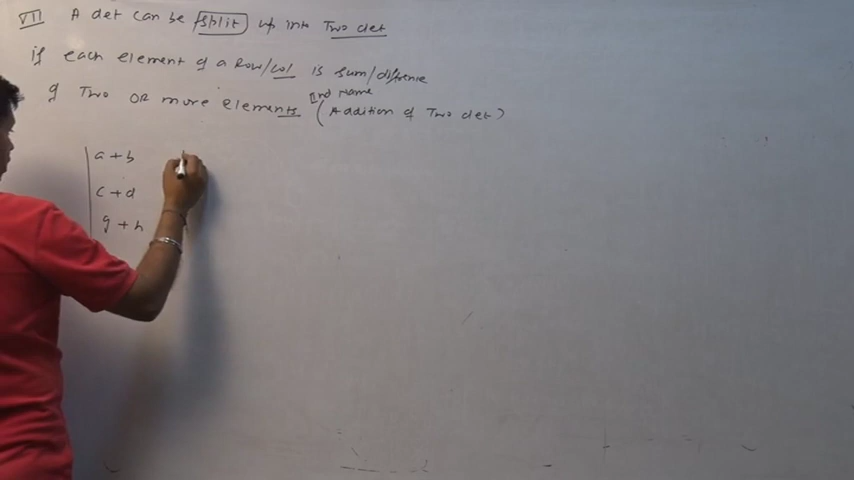 VII A det can be split up into Two det
if each element of a Row/col is sum/difference
2nd name
of Two OR more elements (Addition of Two det)
a + b
c + d
g + h